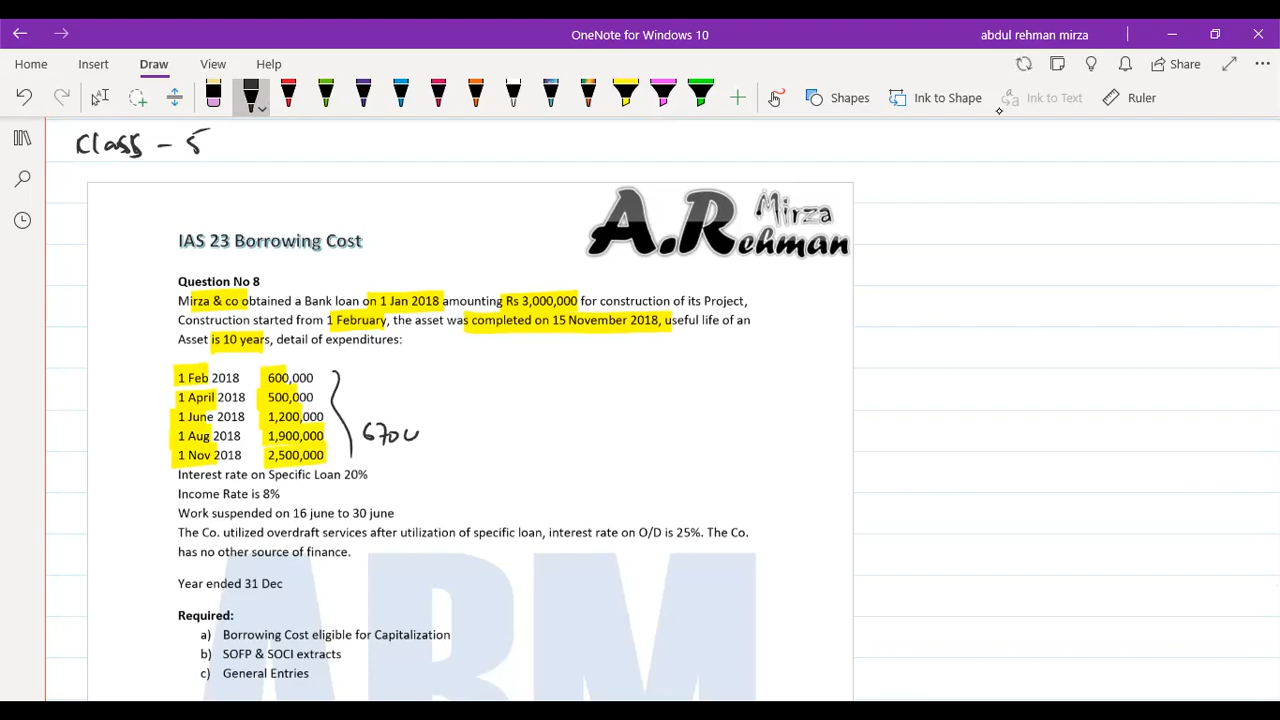 OneNote for Windows 10
abdul rehman mirza
Home Insert Draw View Help
Share
Shapes Ink to Shape Ink to Text Ruler
Class - 5
A.Rehman Mirza
IAS 23 Borrowing Cost
Question No 8
Mirza & co obtained a Bank loan on 1 Jan 2018 amounting Rs 3,000,000 for construction of its Project,
Construction started from 1 February, the asset was completed on 15 November 2018, useful life of an
Asset is 10 years, detail of expenditures:
1 Feb 2018 600,000
1 April 2018 500,000
1 June 2018 1,200,000
1 Aug 2018 1,900,000
6700
1 Nov 2018 2,500,000
Interest rate on Specific Loan 20%
Income Rate is 8%
Work suspended on 16 june to 30 june
The Co. utilized overdraft services after utilization of specific loan, interest rate on O/D is 25%. The Co.
has no other source of finance.
Year ended 31 Dec
Required:
a) Borrowing Cost eligible for Capitalization
b) SOFP & SOCI extracts
c) General Entries
ARM